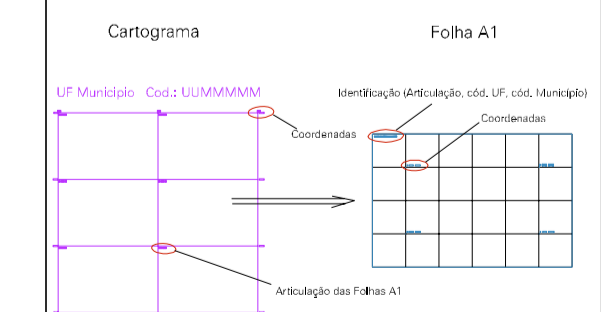 Cartograma
Folha A1
UF Municipio Cod.: UUMMMMM
Identificação (Articulação, cód. UF, cód. Município)
Coordenadas
Coordenadas
Articulação das Folhas A1